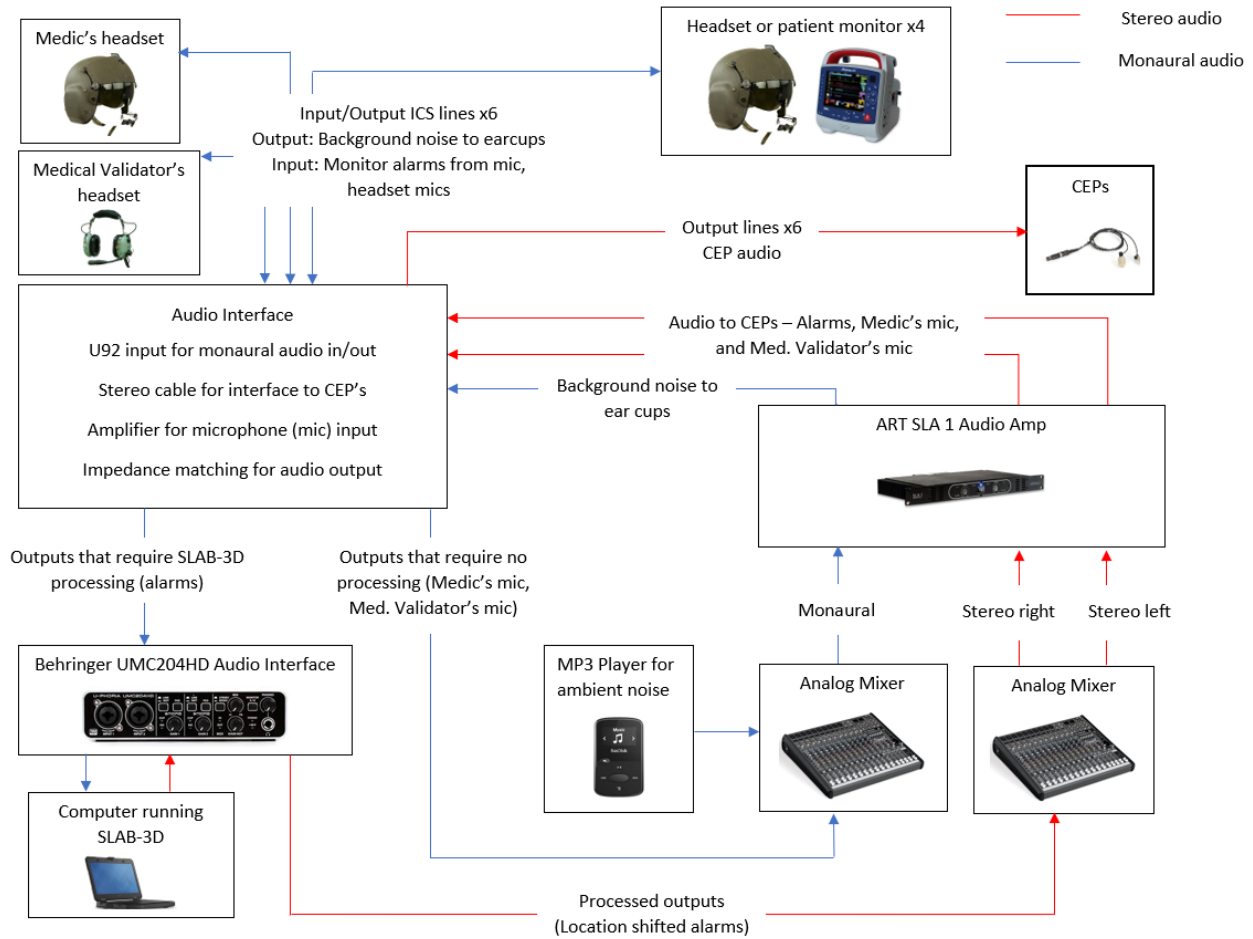 Medic's headset
Headset or patient monitor x4
Stereo audio
Monaural audio
Input/Output ICS lines x6
Output: Background noise to earcups
Input: Monitor alarms from mic,
headset mics
Medical Validator's
headset
CEPs
Output lines x6
CEP audio
Audio Interface
U92 input for monaural audio in/out
Stereo cable for interface to CEP's
Amplifier for microphone (mic) input
Impedance matching for audio output
Audio to CEPs – Alarms, Medic's mic,
and Med. Validator's mic
Background noise to
ear cups
ART SLA 1 Audio Amp
Outputs that require SLAB-3D
processing (alarms)
Outputs that require no
processing (Medic's mic,
Med. Validator's mic)
Monaural
Stereo right
Stereo left
Behringer UMC204HD Audio Interface
MP3 Player for
ambient noise
Music
SanDisk
Analog Mixer
Analog Mixer
Computer running
SLAB-3D
Processed outputs
(Location shifted alarms)